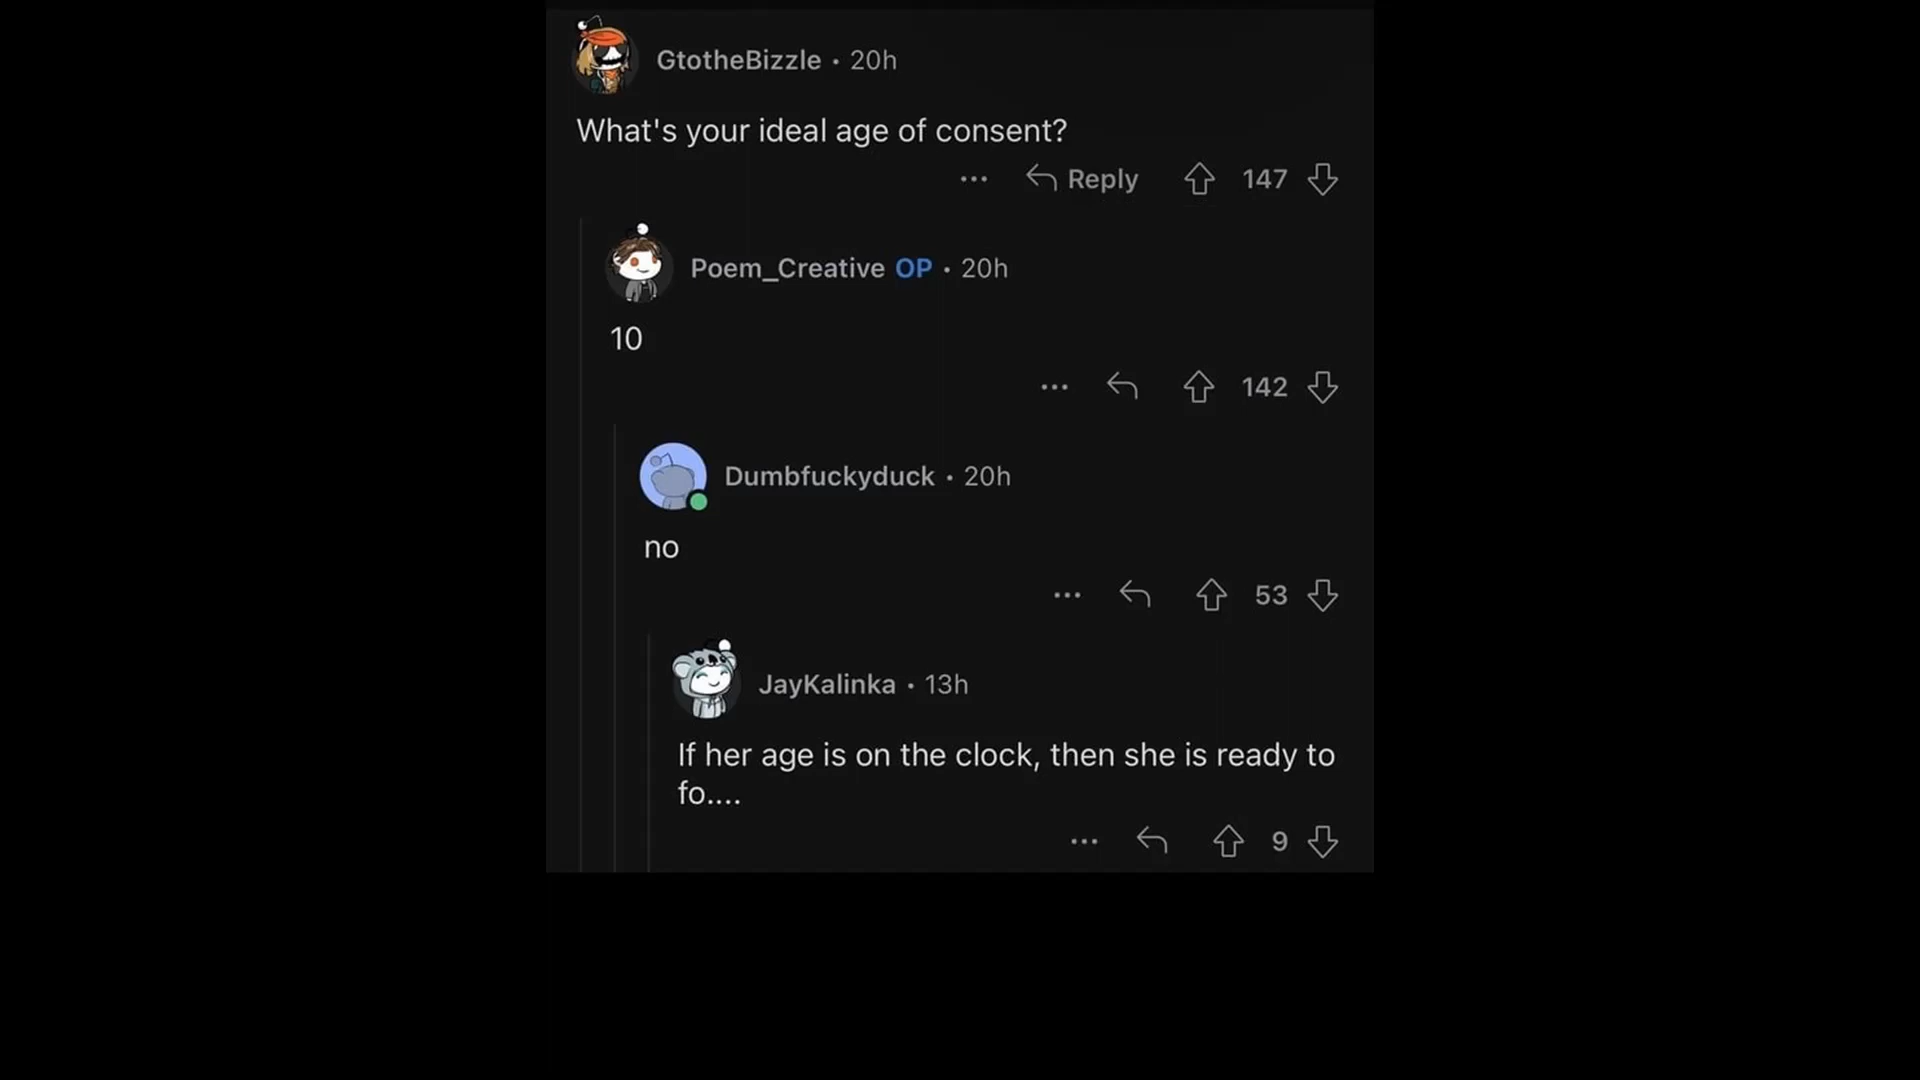 GtotheBizzle • 20h
What's your ideal age of consent?
... Reply 147
Poem_Creative OP • 20h
10
... 142
Dumbfuckyduck • 20h
no
... 53
JayKalinka • 13h
If her age is on the clock, then she is ready to
fo....
... 9